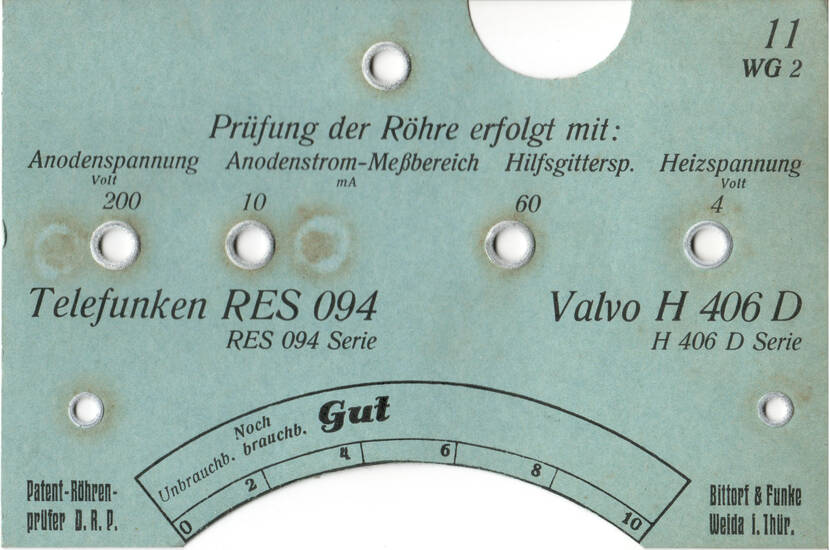 11
WG 2
Prüfung der Röhre erfolgt mit:
Anodenspannung Anodenstrom-Meßbereich Hilfsgittersp. Heizspannung
Volt mA Volt
200 10 60 4
Telefunken RES 094 Valvo H 406 D
RES 094 Serie H 406 D Serie
Unbrauchb. Noch brauchb. Gut
0 2 4 6 8 10
Patent-Röhren-
prüfer D. R. P.
Bittorf & Funke
Weida i. Thür.